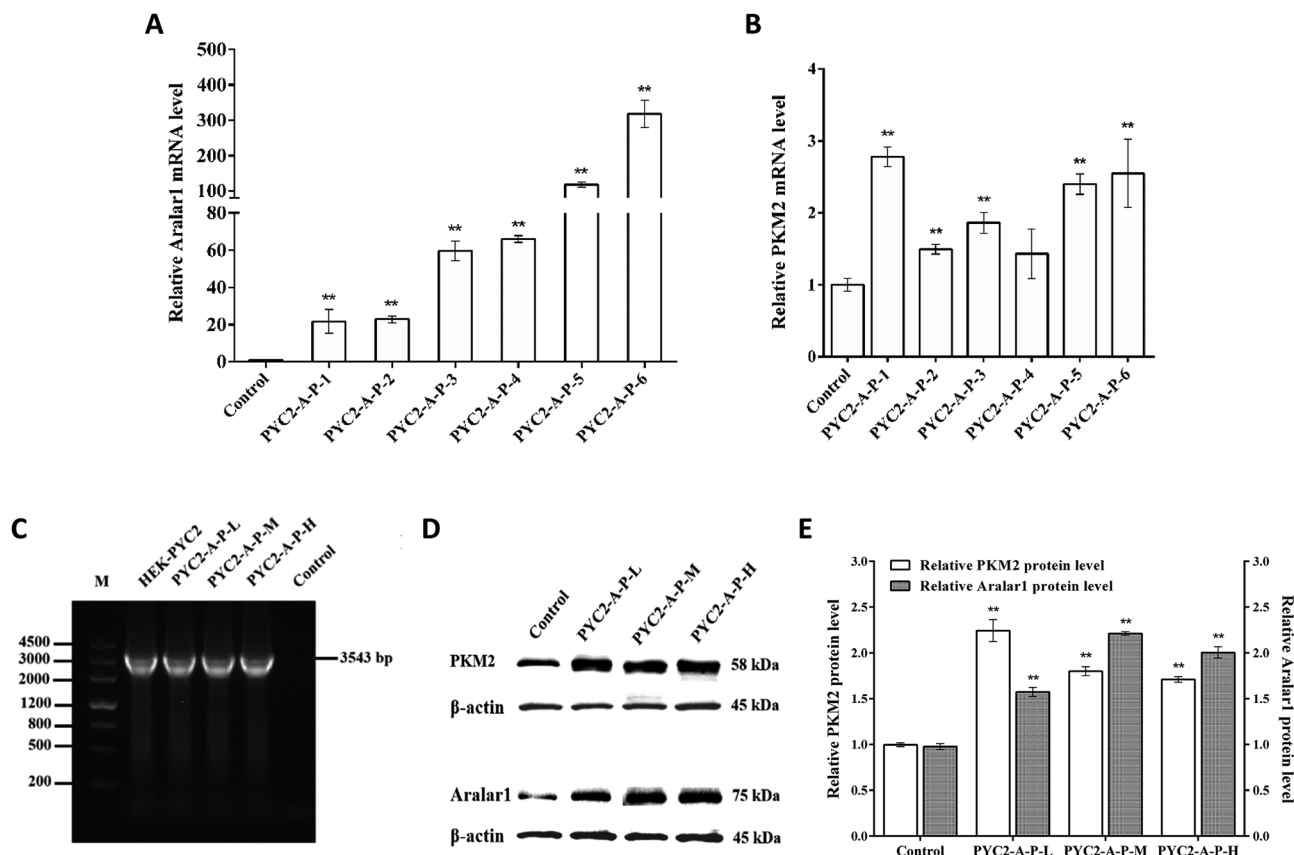 A
Relative Aralar1 mRNA level
500
400
300
200
100
80
60
40
20
0
**
**
**
**
**
**
Control
PYC2-A-P-1
PYC2-A-P-2
PYC2-A-P-3
PYC2-A-P-4
PYC2-A-P-5
PYC2-A-P-6
B
Relative PKM2 mRNA level
4
3
2
1
0
**
**
**
**
**
Control
PYC2-A-P-1
PYC2-A-P-2
PYC2-A-P-3
PYC2-A-P-4
PYC2-A-P-5
PYC2-A-P-6
C
M
HEK-PYC2
PYC2-A-P-L
PYC2-A-P-M
PYC2-A-P-H
Control
4500
3000
2000
1200
800
500
200
3543 bp
D
Control
PYC2-A-P-L
PYC2-A-P-M
PYC2-A-P-H
PKM2
58 kDa
β-actin
45 kDa
Aralar1
75 kDa
β-actin
45 kDa
E
Relative PKM2 protein level
Relative Aralar1 protein level
3.0
2.5
2.0
1.5
1.0
0.5
0.0
Relative PKM2 protein level
Relative Aralar1 protein level
**
**
**
**
**
**
3.0
2.5
2.0
1.5
1.0
0.5
0.0
Control
PYC2-A-P-L
PYC2-A-P-M
PYC2-A-P-H